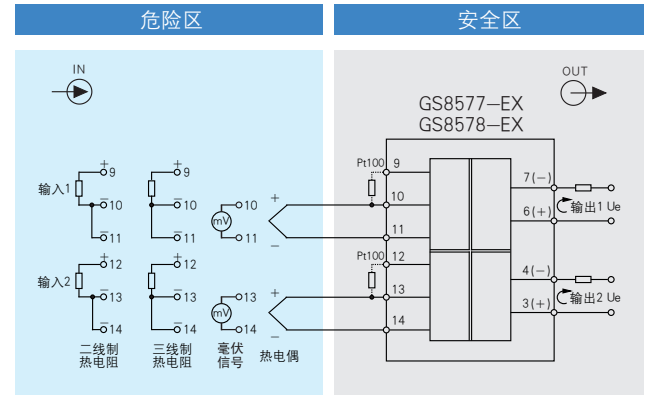 危险区
安全区
IN
OUT
GS8577-EX
GS8578-EX
输入1
+
9
−
10
−
11
+
9
−
10
−
11
mV
10
11
+
−
Pt100
9
10
11
7(−)
6(+)
输出1 Ue
输入2
+
12
−
13
−
14
+
12
−
13
−
14
mV
13
14
+
−
Pt100
12
13
14
4(−)
3(+)
输出2 Ue
二线制
热电阻
三线制
热电阻
毫伏
信号
热电偶